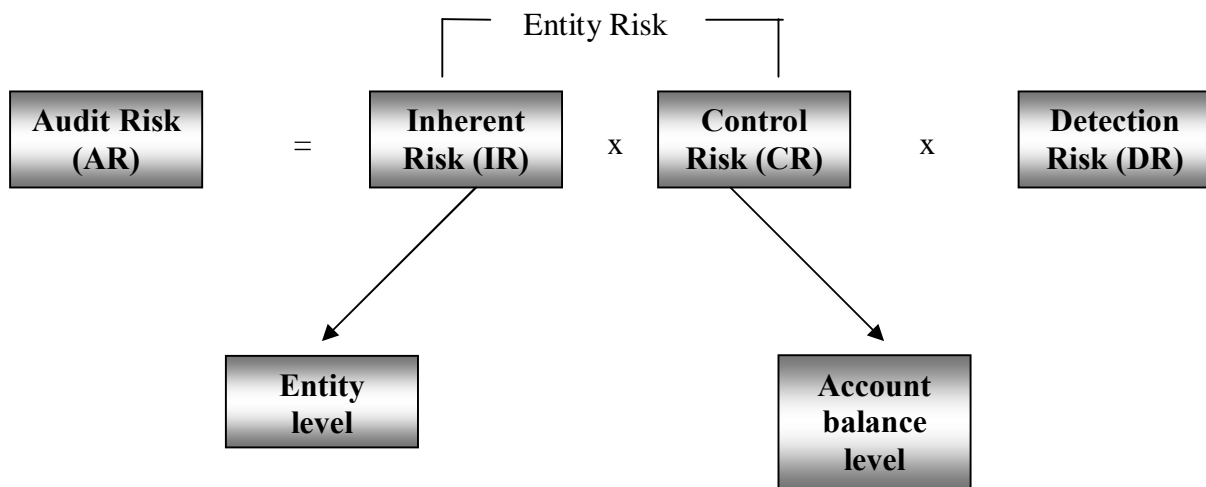 Entity Risk
Audit Risk
(AR)
=
Inherent
Risk (IR)
x
Control
Risk (CR)
x
Detection
Risk (DR)
Entity
level
Account
balance
level